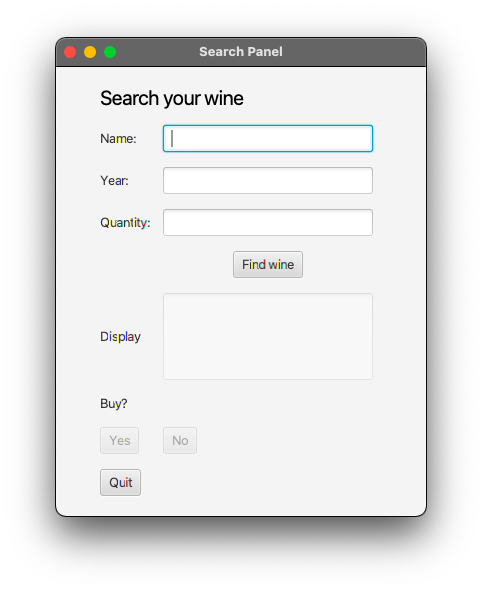 Search Panel
Search your wine
Name:
Year:
Quantity:
Find wine
Display
Buy?
Yes No
Quit